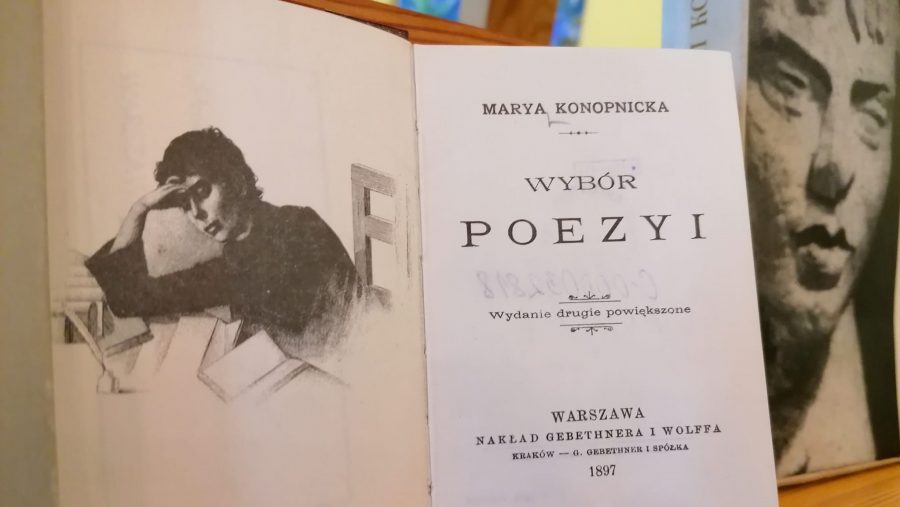 MARYA KONOPNICKA
WYBÓR
POEZYI
Wydanie drugie powiększone
WARSZAWA
NAKŁAD GEBETHNERA I WOLFFA
KRAKÓW — G. GEBETHNER I SPÓŁKA
1897